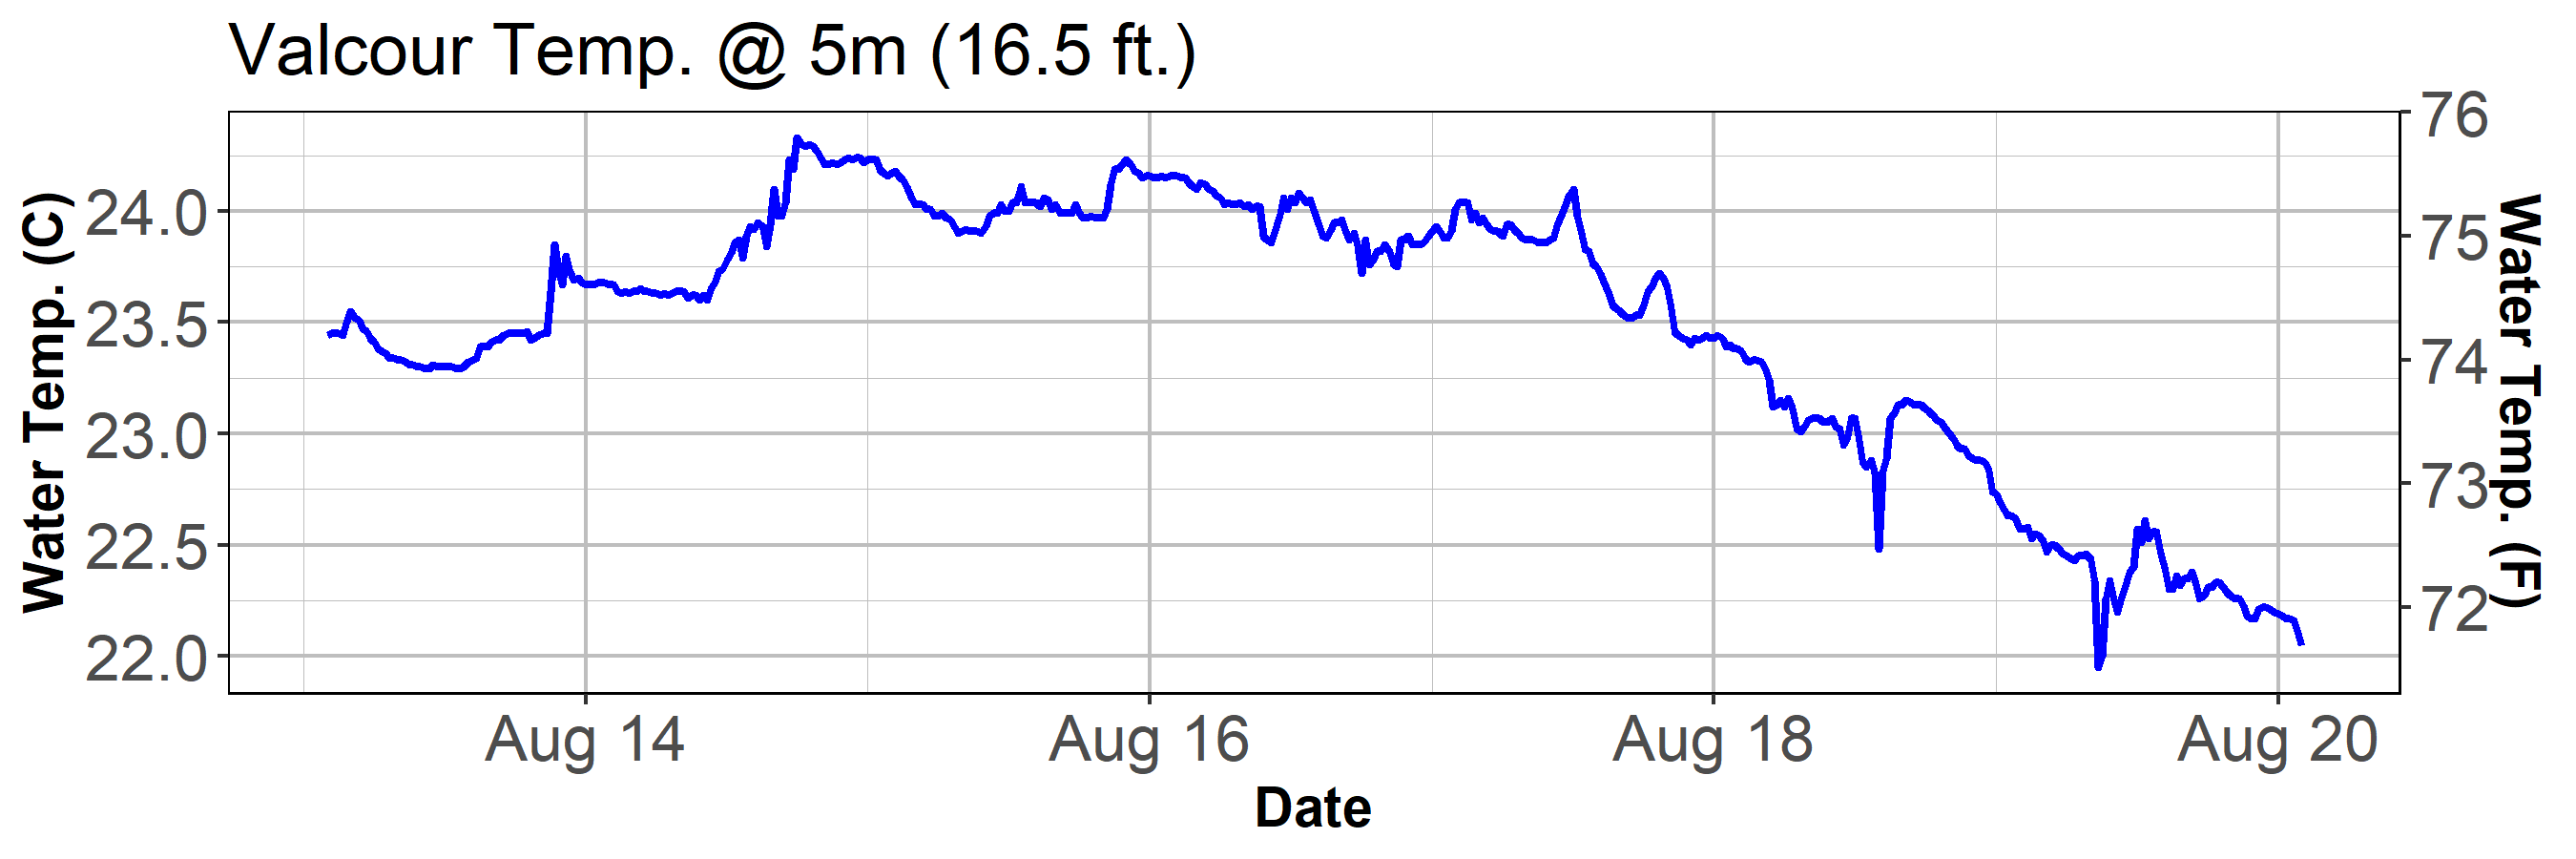 Valcour Temp. @ 5m (16.5 ft.)
Water Temp. (C)
24.0
23.5
23.0
22.5
22.0
76
75
74
73
72
Water Temp. (F)
Aug 14
Aug 16
Aug 18
Aug 20
Date